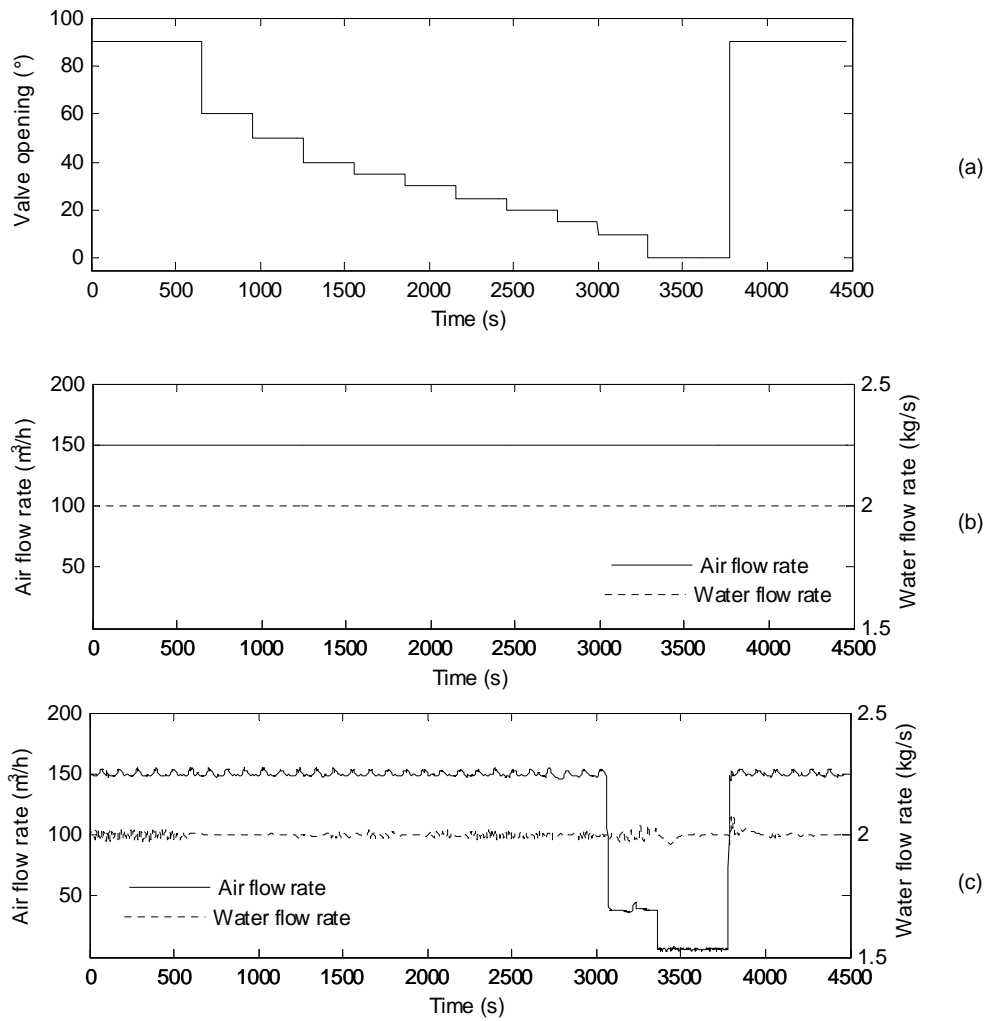 100
80
60
40
20
0
Valve opening (°)
0 500 1000 1500 2000 2500 3000 3500 4000 4500
Time (s)
(a)
200
150
100
50
Air flow rate (m³/h)
2.5
2
1.5
Water flow rate (kg/s)
Air flow rate
Water flow rate
0 500 1000 1500 2000 2500 3000 3500 4000 4500
Time (s)
(b)
200
150
100
50
Air flow rate (m³/h)
2.5
2
1.5
Water flow rate (kg/s)
Air flow rate
Water flow rate
0 500 1000 1500 2000 2500 3000 3500 4000 4500
Time (s)
(c)